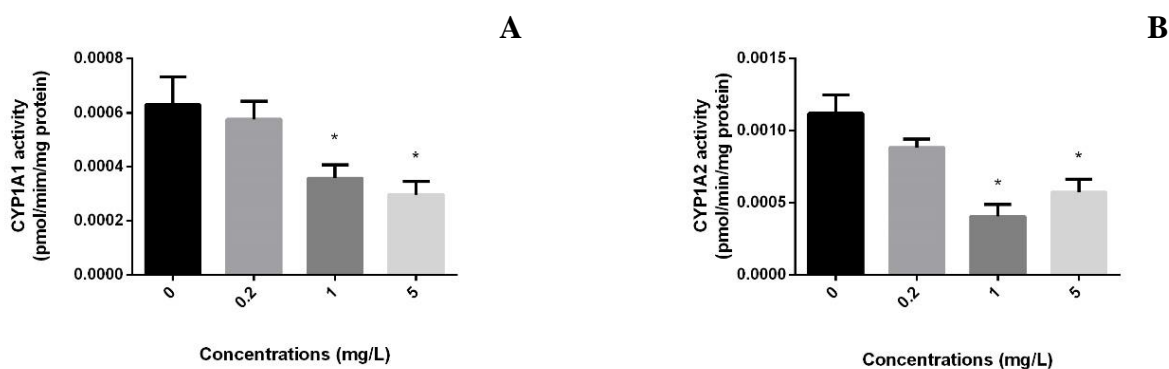 A
CYP1A1 activity
(pmol/mim/mg protein)
0.0008
0.0006
0.0004
0.0002
0.0000
*
*
0
0.2
1
5
Concentrations (mg/L)
B
CYP1A2 activity
(pmol/min/mg protein)
0.0015
0.0010
0.0005
0.0000
*
*
0
0.2
1
5
Concentrations (mg/L)